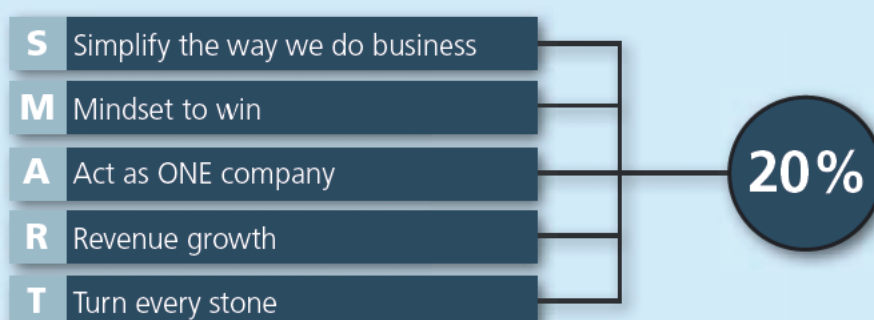 S Simplify the way we do business
M Mindset to win
A Act as ONE company
R Revenue growth
T Turn every stone
20%